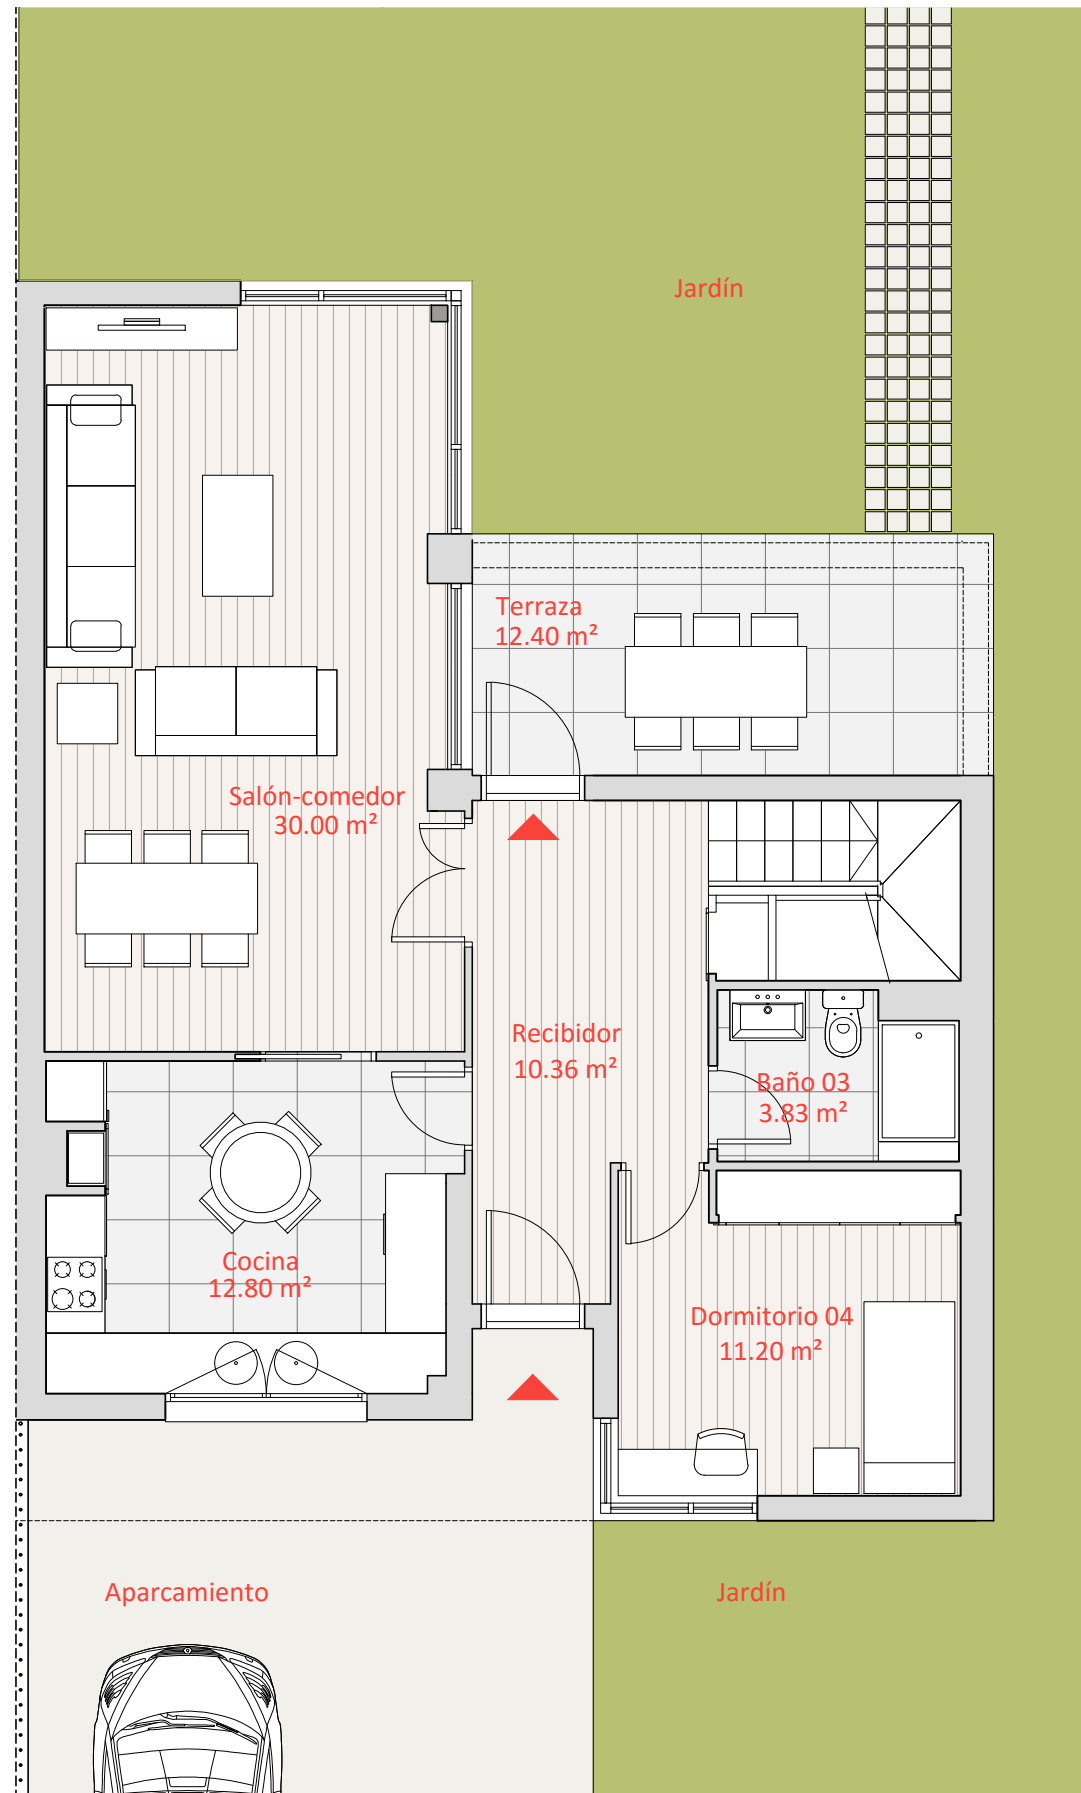 Jardín
Terraza
12.40 m²
Salón-comedor
30.00 m²
Recibidor
10.36 m²
Baño 03
3.83 m²
Cocina
12.80 m²
Dormitorio 04
11.20 m²
Aparcamiento
Jardín